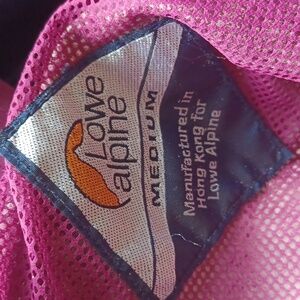 Lowe
alpine
MEDIUM
Manufactured in
Hong Kong for
Lowe Alpine